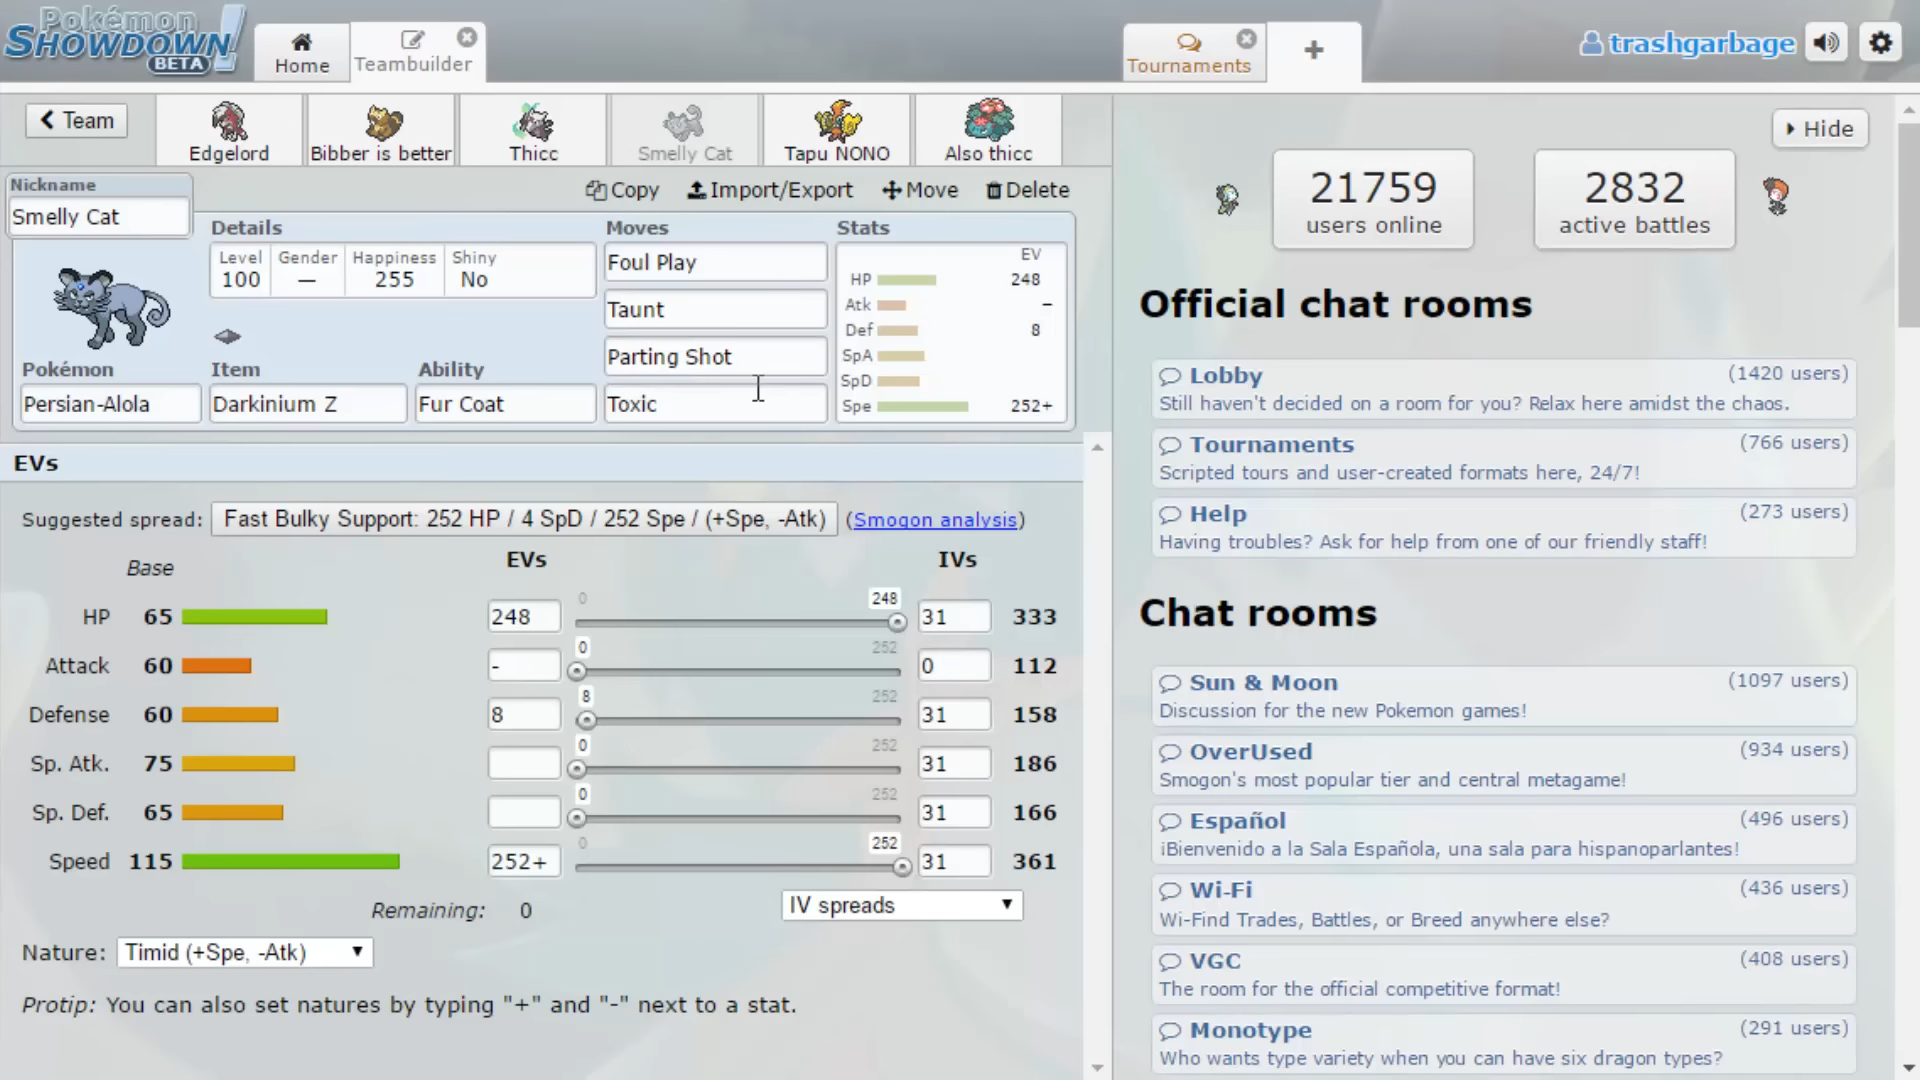 Pokémon
SHOWDOWN!
BETA
Home
Teambuilder
Tournaments
+
trashgarbage
Team
Edgelord
Bibber is better
Thicc
Smelly Cat
Tapu NONO
Also thicc
Hide
Nickname
Smelly Cat
Copy
Import/Export
Move
Delete
Details
Level
100
Gender
—
Happiness
255
Shiny
No
Pokémon
Persian-Alola
Item
Darkinium Z
Ability
Fur Coat
Moves
Foul Play
Taunt
Parting Shot
Toxic
Stats
EV
HP 248
Atk –
Def 8
SpA
SpD
Spe 252+
EVs
Suggested spread: Fast Bulky Support: 252 HP / 4 SpD / 252 Spe / (+Spe, -Atk) (Smogon analysis)
Base EVs IVs
HP 65 248 0 248 31 333
Attack 60 - 0 252 0 112
Defense 60 8 8 252 31 158
Sp. Atk. 75 0 252 31 186
Sp. Def. 65 0 252 31 166
Speed 115 252+ 0 252 31 361
Remaining: 0
IV spreads
Nature: Timid (+Spe, -Atk)
Protip: You can also set natures by typing "+" and "-" next to a stat.
21759
users online
2832
active battles
Official chat rooms
Lobby (1420 users)
Still haven't decided on a room for you? Relax here amidst the chaos.
Tournaments (766 users)
Scripted tours and user-created formats here, 24/7!
Help (273 users)
Having troubles? Ask for help from one of our friendly staff!
Chat rooms
Sun & Moon (1097 users)
Discussion for the new Pokemon games!
OverUsed (934 users)
Smogon's most popular tier and central metagame!
Español (496 users)
¡Bienvenido a la Sala Española, una sala para hispanoparlantes!
Wi-Fi (436 users)
Wi-Find Trades, Battles, or Breed anywhere else?
VGC (408 users)
The room for the official competitive format!
Monotype (291 users)
Who wants type variety when you can have six dragon types?